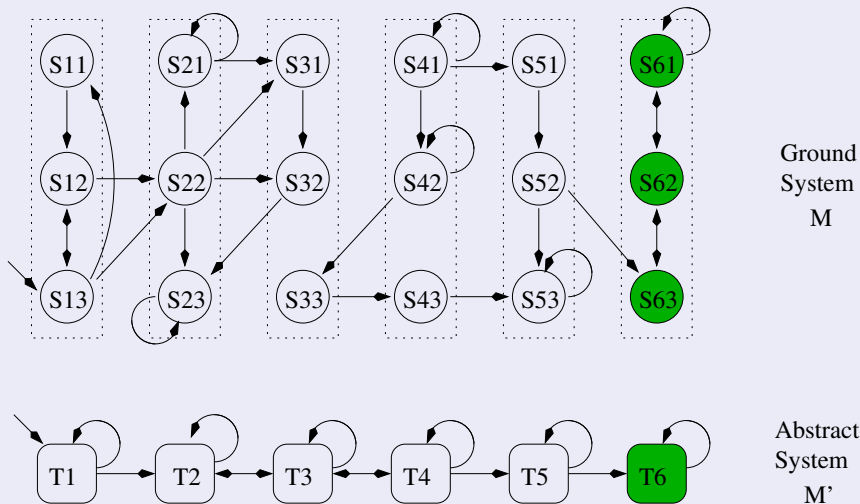 S11 S21 S31 S41 S51 S61
S12 S22 S32 S42 S52 S62
S13 S23 S33 S43 S53 S63
Ground
System
M
T1 T2 T3 T4 T5 T6
Abstract
System
M'